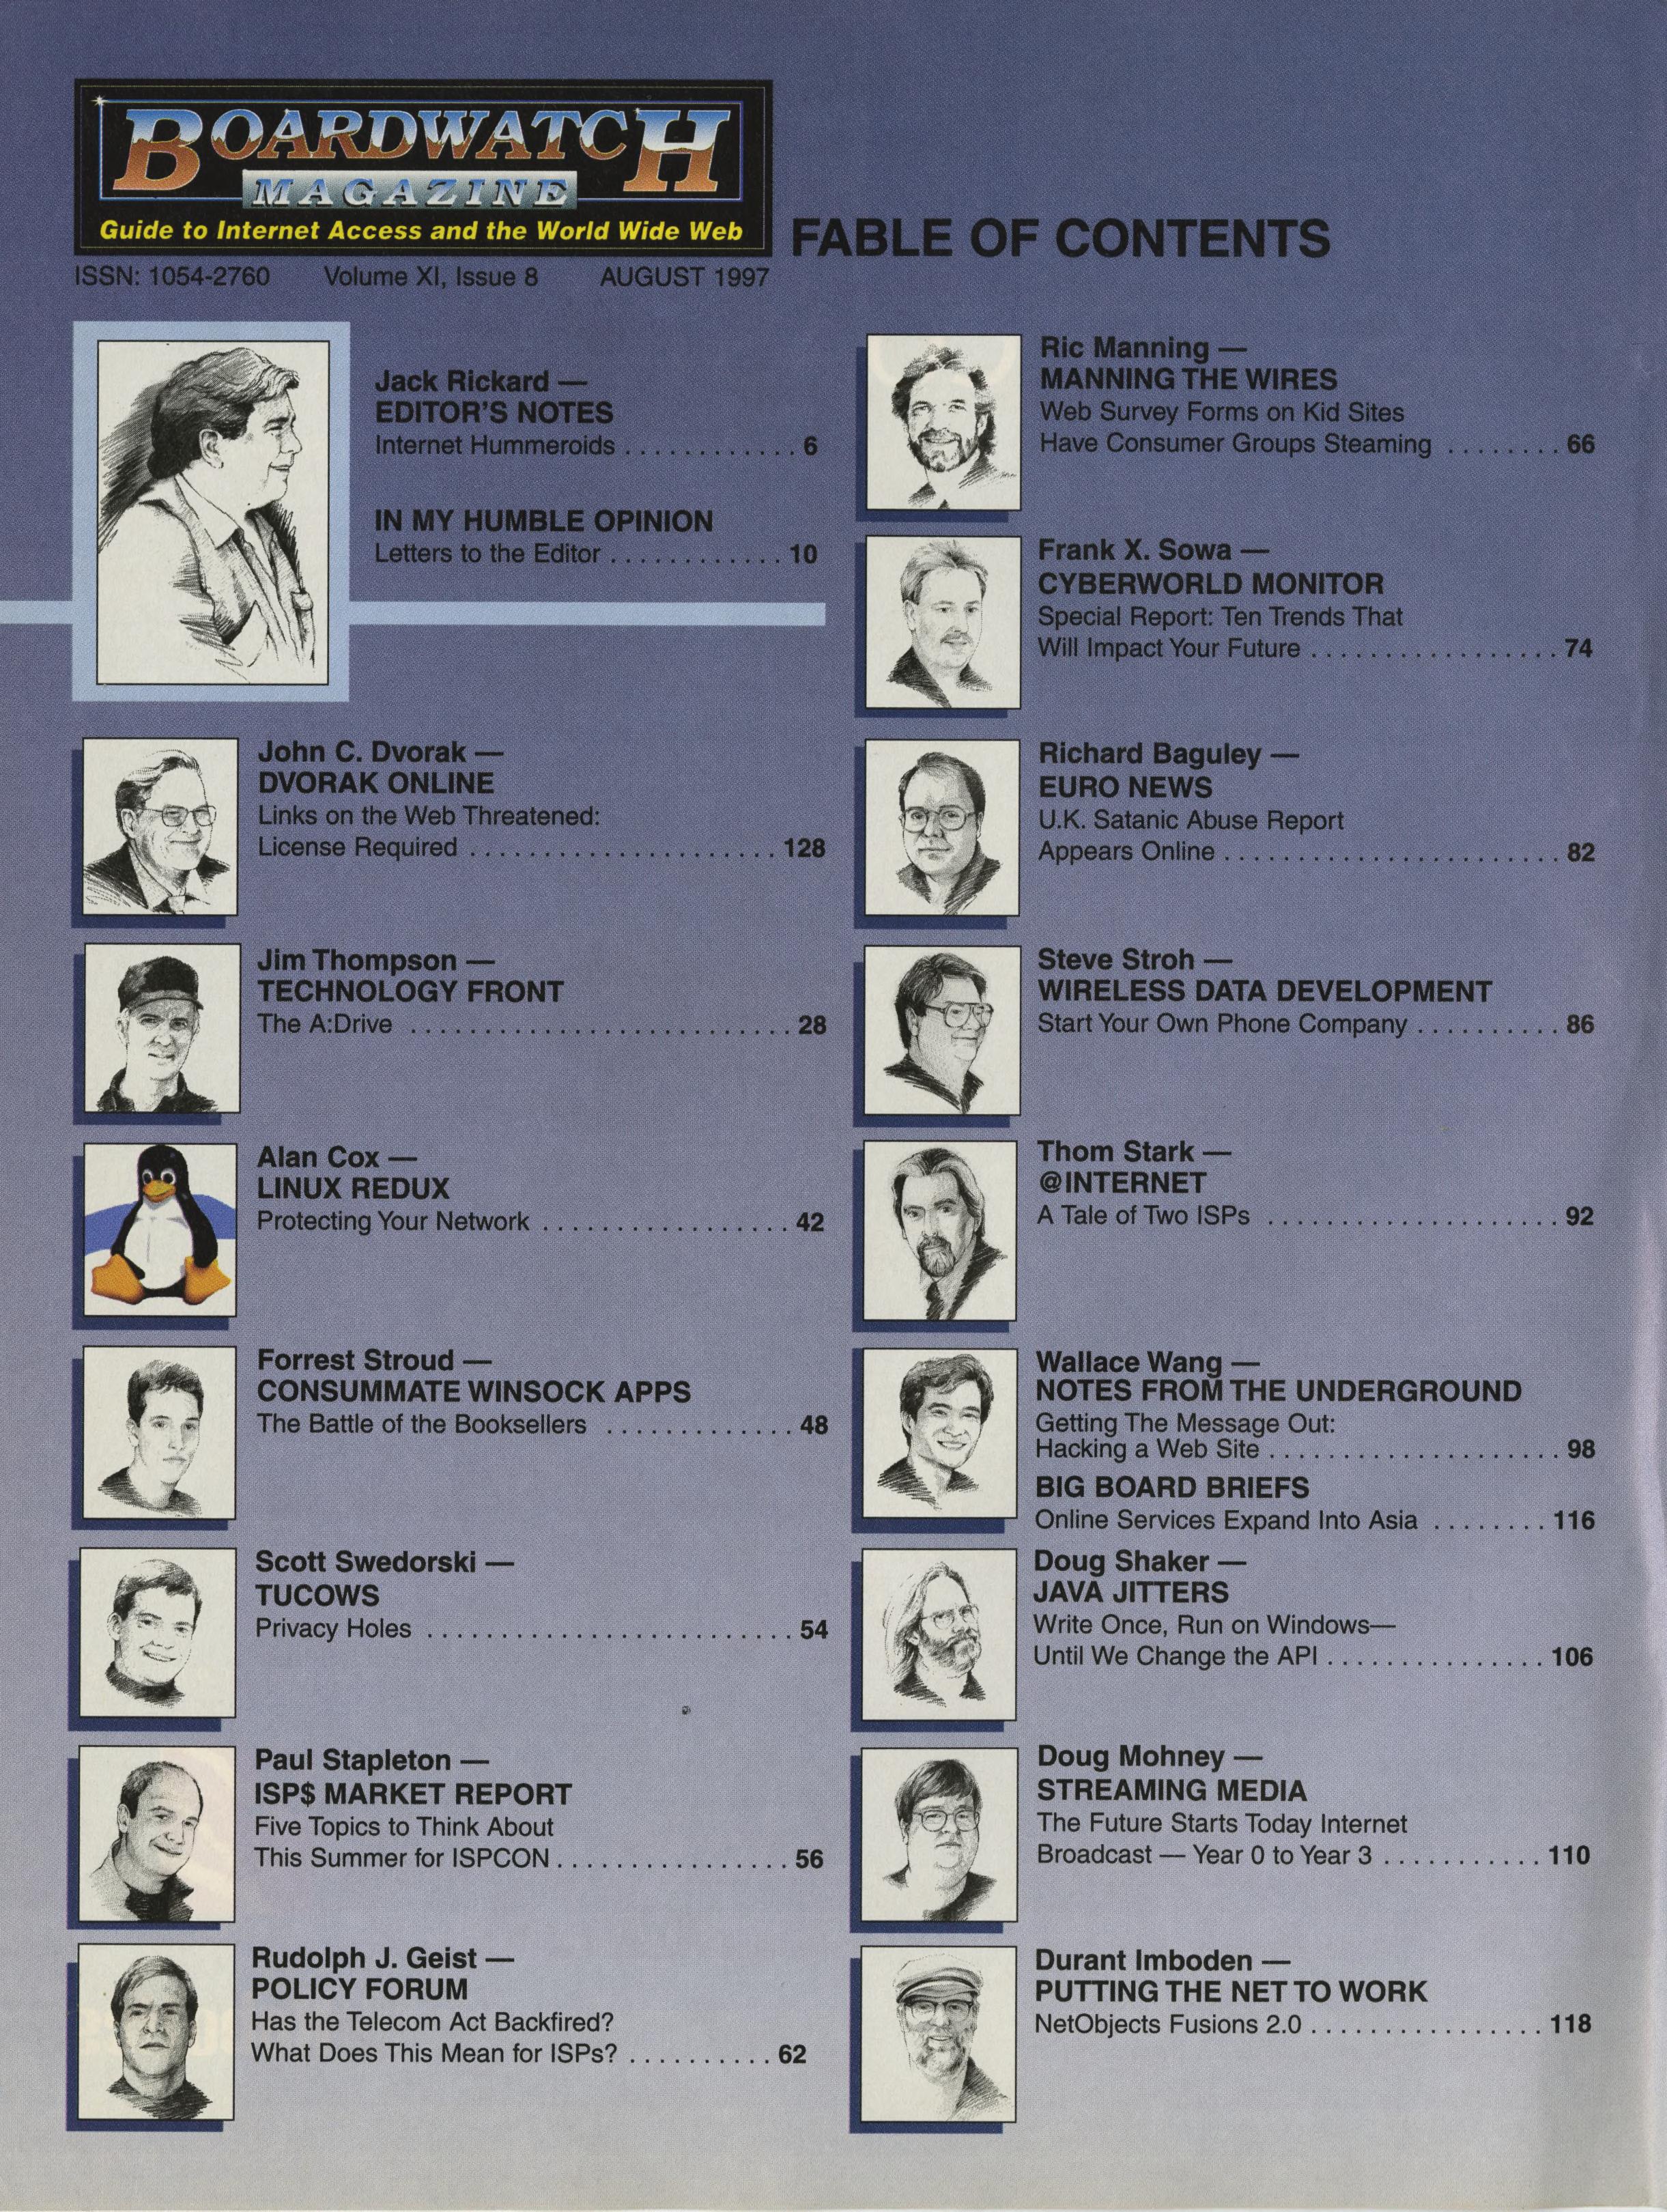 BOARDWATCH
MAGAZINE
Guide to Internet Access and the World Wide Web
FABLE OF CONTENTS
ISSN: 1054-2760 Volume XI, Issue 8 AUGUST 1997
Jack Rickard —
EDITOR'S NOTES
Internet Hummeroids . . . . . . . . . . . . 6
IN MY HUMBLE OPINION
Letters to the Editor . . . . . . . . . . . . 10
John C. Dvorak —
DVORAK ONLINE
Links on the Web Threatened:
License Required . . . . . . . . . . . . . . . . . . . . . 128
Jim Thompson —
TECHNOLOGY FRONT
The A:Drive . . . . . . . . . . . . . . . . . . . . . . . . . . 28
Alan Cox —
LINUX REDUX
Protecting Your Network . . . . . . . . . . . . . . . . . 42
Forrest Stroud —
CONSUMMATE WINSOCK APPS
The Battle of the Booksellers . . . . . . . . . . . . . 48
Scott Swedorski —
TUCOWS
Privacy Holes . . . . . . . . . . . . . . . . . . . . . . . . . 54
Paul Stapleton —
ISP$ MARKET REPORT
Five Topics to Think About
This Summer for ISPCON . . . . . . . . . . . . . . . . 56
Rudolph J. Geist —
POLICY FORUM
Has the Telecom Act Backfired?
What Does This Mean for ISPs? . . . . . . . . . . 62
Ric Manning —
MANNING THE WIRES
Web Survey Forms on Kid Sites
Have Consumer Groups Steaming . . . . . . . . 66
Frank X. Sowa —
CYBERWORLD MONITOR
Special Report: Ten Trends That
Will Impact Your Future . . . . . . . . . . . . . . . . . 74
Richard Baguley —
EURO NEWS
U.K. Satanic Abuse Report
Appears Online . . . . . . . . . . . . . . . . . . . . . . . 82
Steve Stroh —
WIRELESS DATA DEVELOPMENT
Start Your Own Phone Company . . . . . . . . . . 86
Thom Stark —
@INTERNET
A Tale of Two ISPs . . . . . . . . . . . . . . . . . . . . 92
Wallace Wang —
NOTES FROM THE UNDERGROUND
Getting The Message Out:
Hacking a Web Site . . . . . . . . . . . . . . . . . . . . 98
BIG BOARD BRIEFS
Online Services Expand Into Asia . . . . . . . . 116
Doug Shaker —
JAVA JITTERS
Write Once, Run on Windows—
Until We Change the API . . . . . . . . . . . . . . . 106
Doug Mohney —
STREAMING MEDIA
The Future Starts Today Internet
Broadcast — Year 0 to Year 3 . . . . . . . . . . . 110
Durant Imboden —
PUTTING THE NET TO WORK
NetObjects Fusions 2.0 . . . . . . . . . . . . . . . . 118